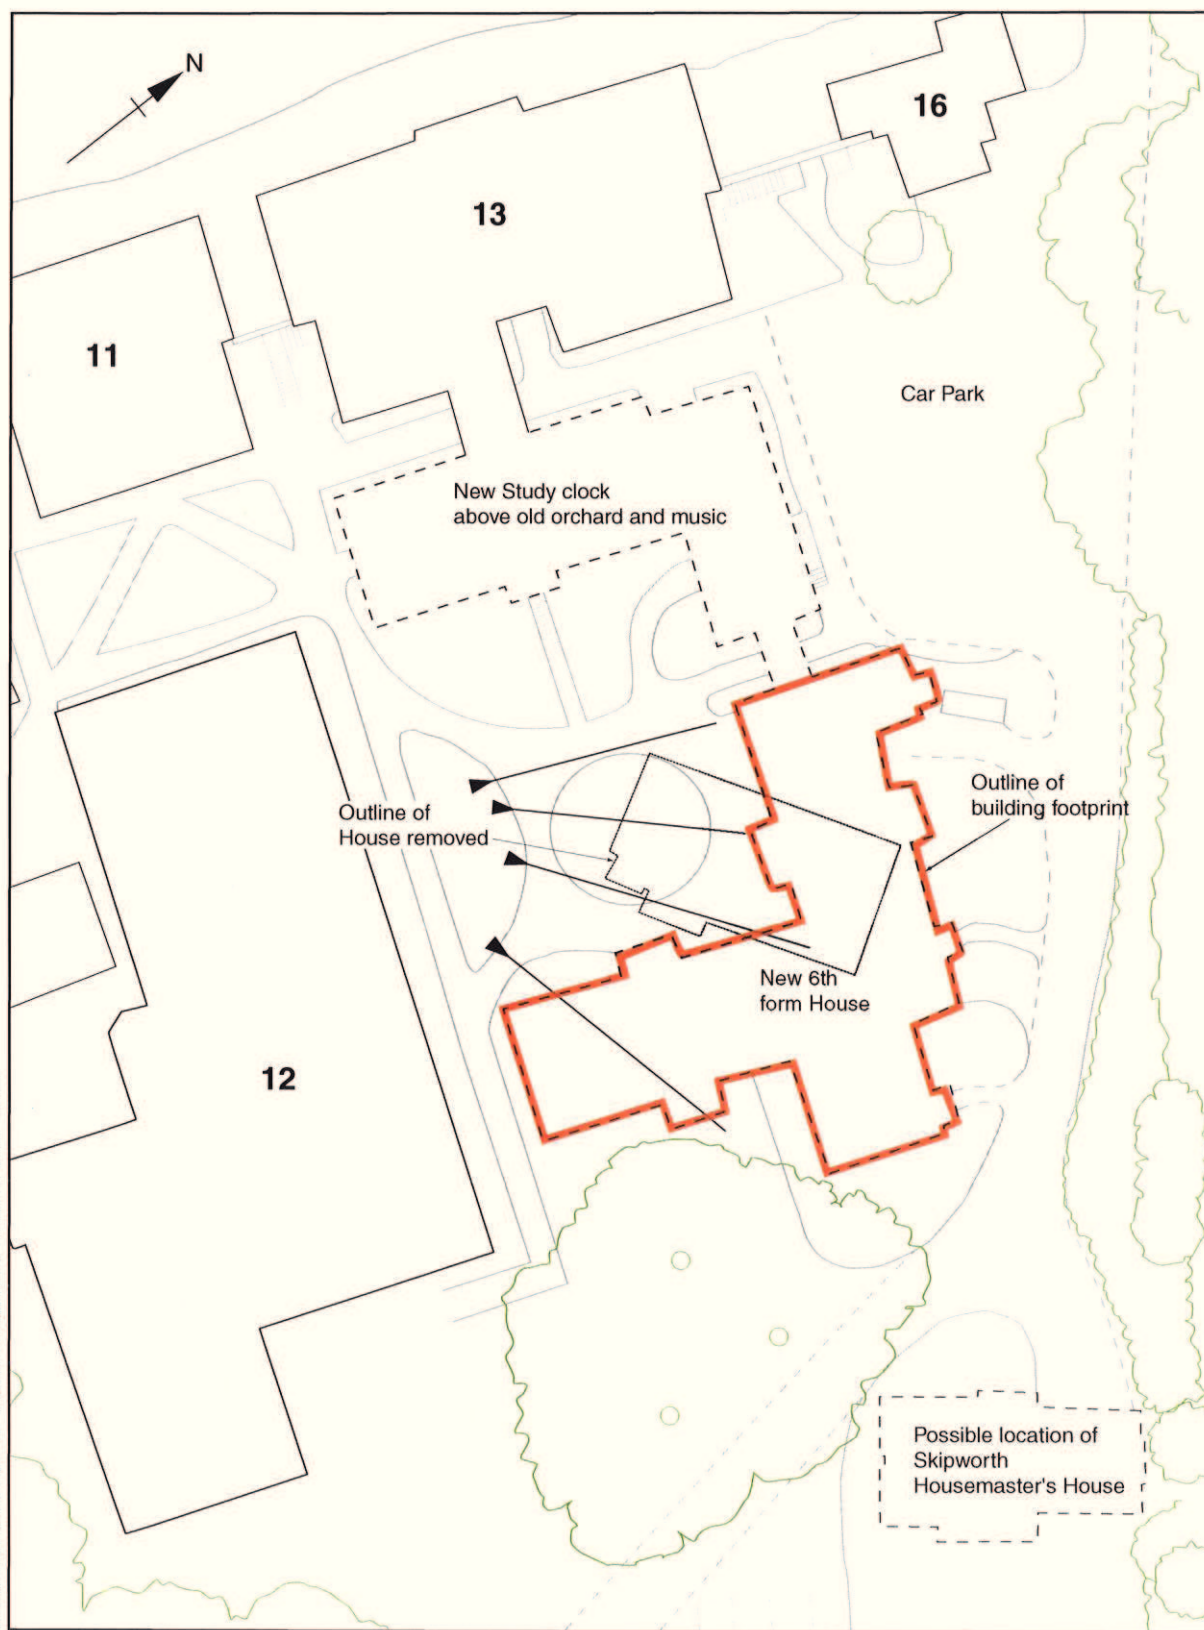 N
16
13
11
Car Park
New Study clock
above old orchard and music
Outline of
House removed
Outline of
building footprint
New 6th
form House
12
Possible location of
Skipworth
Housemaster's House